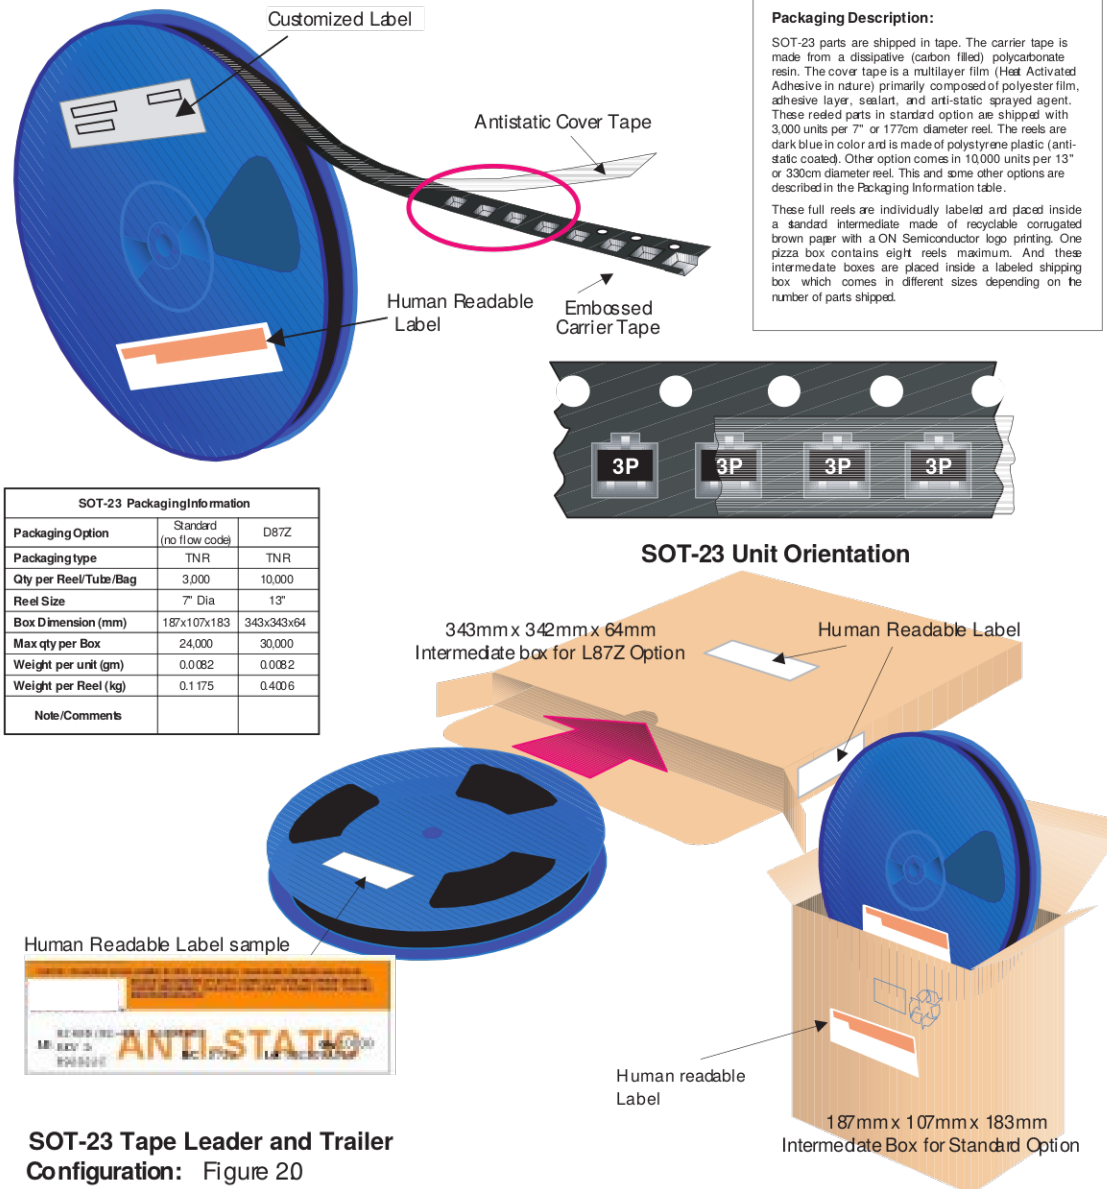 Customized Label
Packaging Description:
SOT-23 parts are shipped in tape. The carrier tape is
made from a dissipative (carbon filled) polycarbonate
resin. The cover tape is a multilayer film (Heat Activated
Adhesive in nature) primarily composed of polyester film,
adhesive layer, sealant, and anti-static sprayed agent.
These reeled parts in standard option are shipped with
3,000 units per 7" or 177cm diameter reel. The reels are
dark blue in color and is made of polystyrene plastic (anti-
static coated). Other option comes in 10,000 units per 13"
or 330cm diameter reel. This and some other options are
described in the Packaging Information table.
These full reels are individually labeled and placed inside
a standard intermediate made of recyclable corrugated
brown paper with a ON Semiconductor logo printing. One
pizza box contains eight reels maximum. And these
intermedate boxes are placed inside a labeled shipping
box which comes in different sizes depending on the
number of parts shipped.
Antistatic Cover Tape
Human Readable
Label
Embossed
Carrier Tape
3P 3P 3P 3P
SOT-23 Unit Orientation
SOT-23 Packaging Information
Packaging Option Standard (no flow code) D87Z
Packaging type TNR TNR
Qty per Reel/Tube/Bag 3,000 10,000
Reel Size 7" Dia 13"
Box Dimension (mm) 187x107x183 343x343x64
Max qty per Box 24,000 30,000
Weight per unit (gm) 0.0082 0.0082
Weight per Reel (kg) 0.1175 0.4006
Note/Comments
343mm x 342mm x 64mm
Intermediate box for L87Z Option
Human Readable Label
Human Readable Label sample
ANTI-STATIC
Human readable
Label
187mm x 107mm x 183mm
Intermediate Box for Standard Option
SOT-23 Tape Leader and Trailer
Configuration: Figure 2.0